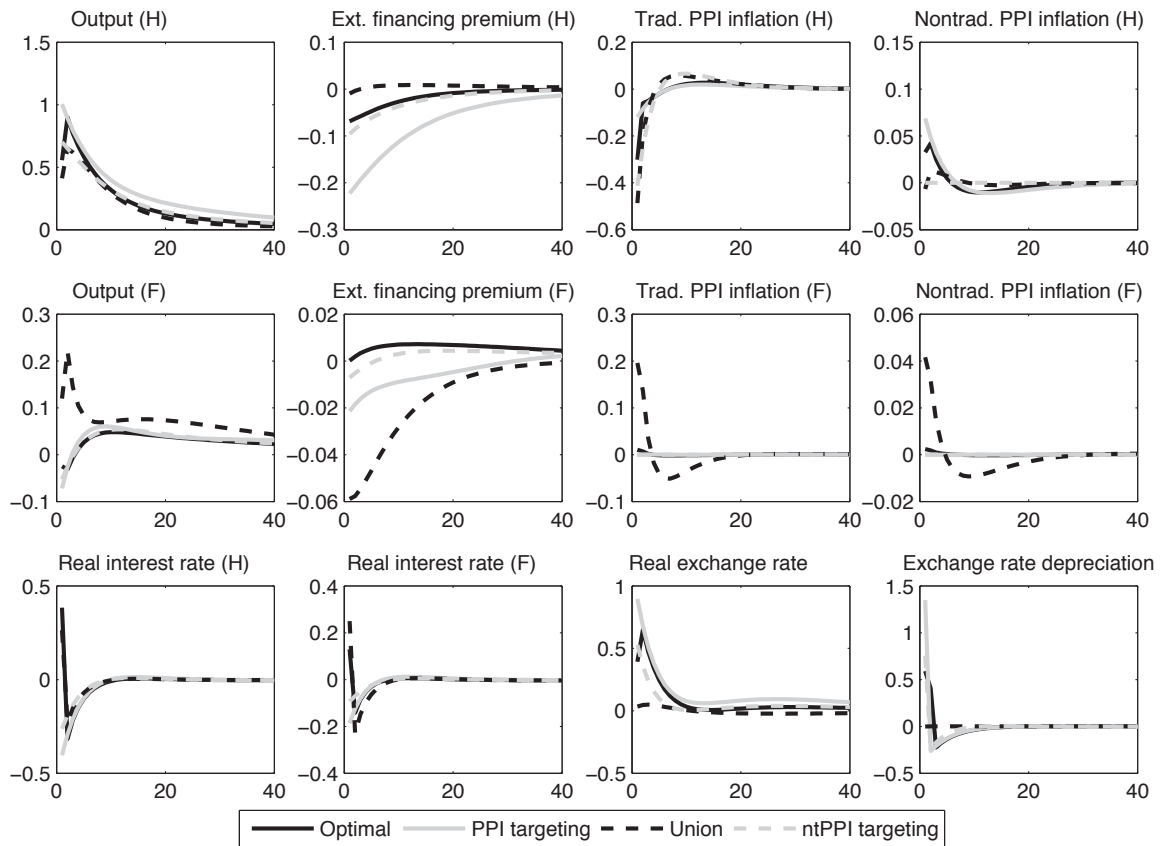 Output (H)
1.5
1
0.5
0
0 20 40
Ext. financing premium (H)
0.1
0
−0.1
−0.2
−0.3
0 20 40
Trad. PPI inflation (H)
0.2
0
−0.2
−0.4
−0.6
0 20 40
Nontrad. PPI inflation (H)
0.15
0.10
0.05
0
−0.05
0 20 40
Output (F)
0.3
0.2
0.1
0
−0.1
0 20 40
Ext. financing premium (F)
0.02
0
−0.02
−0.04
−0.06
0 20 40
Trad. PPI inflation (F)
0.3
0.2
0.1
0
−0.1
0 20 40
Nontrad. PPI inflation (F)
0.06
0.04
0.02
0
−0.02
0 20 40
Real interest rate (H)
0.5
0
−0.5
0 20 40
Real interest rate (F)
0.4
0.2
0
−0.2
−0.4
0 20 40
Real exchange rate
1
0.5
0
−0.5
0 20 40
Exchange rate depreciation
1.5
1
0.5
0
−0.5
0 20 40
Optimal PPI targeting Union ntPPI targeting